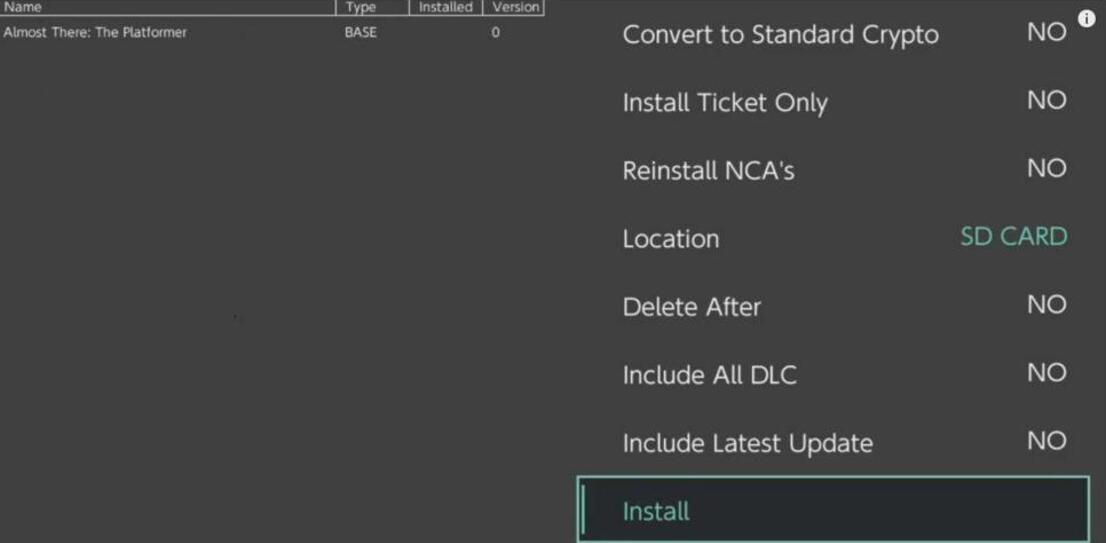 Name Type Installed Version
Almost There: The Platformer BASE 0
Convert to Standard Crypto NO
Install Ticket Only NO
Reinstall NCA's NO
Location SD CARD
Delete After NO
Include All DLC NO
Include Latest Update NO
Install